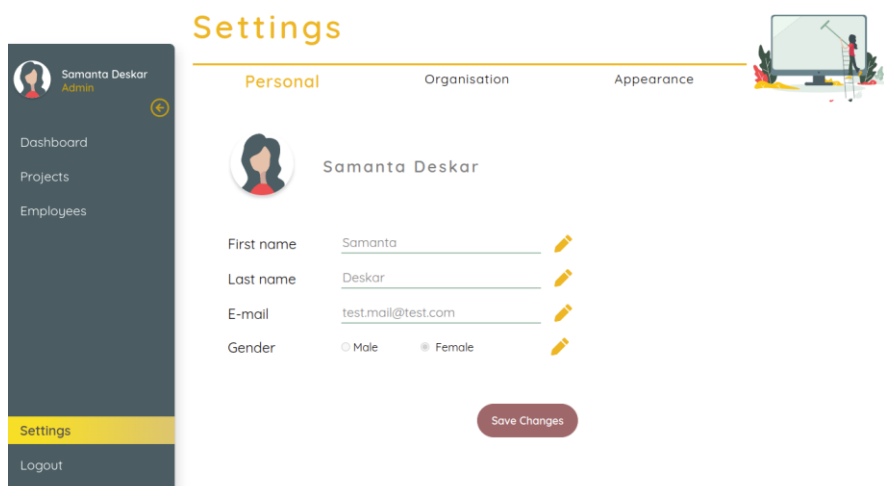 Settings
Samanta Deskar
Admin
Dashboard
Projects
Employees
Settings
Logout
Personal Organisation Appearance
Samanta Deskar
First name Samanta
Last name Deskar
E-mail test.mail@test.com
Gender Male Female
Save Changes